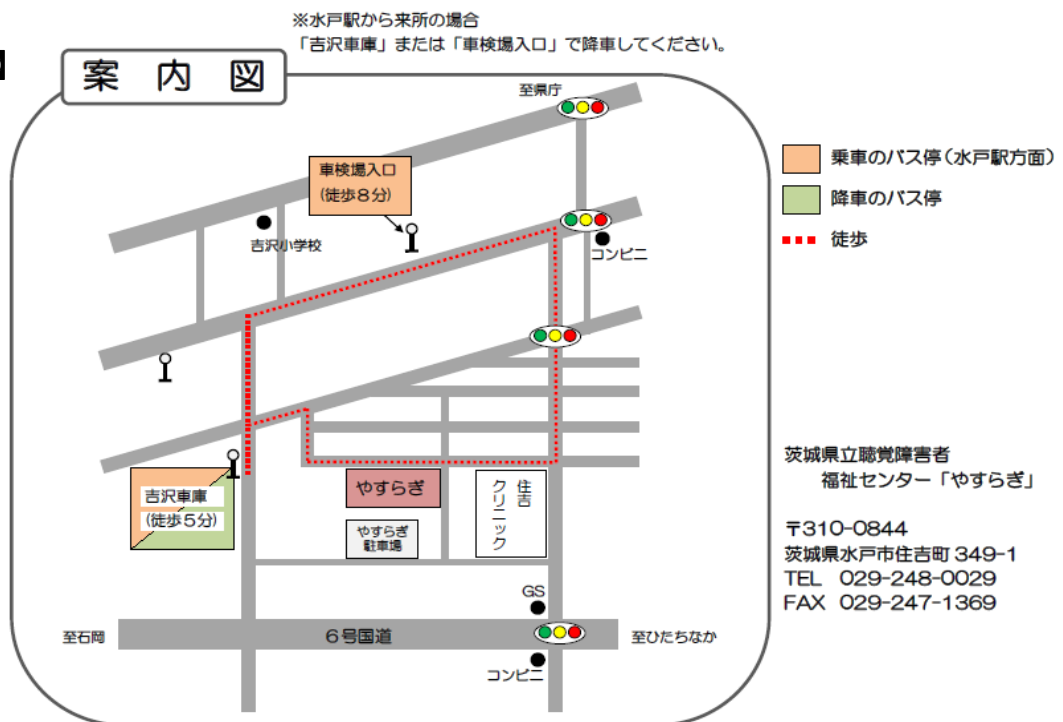 ※水戸駅から来所の場合
「吉沢車庫」または「車検場入口」で降車してください。
案内図
至県庁
車検場入口
(徒歩8分)
吉沢小学校
コンビニ
乗車のバス停(水戸駅方面)
降車のバス停
徒歩
吉沢車庫
(徒歩5分)
やすらぎ
やすらぎ
駐車場
住吉
クリニック
茨城県立聴覚障害者
福祉センター「やすらぎ」
〒310-0844
茨城県水戸市住吉町349-1
TEL 029-248-0029
FAX 029-247-1369
GS
至石岡
6号国道
至ひたちなか
コンビニ